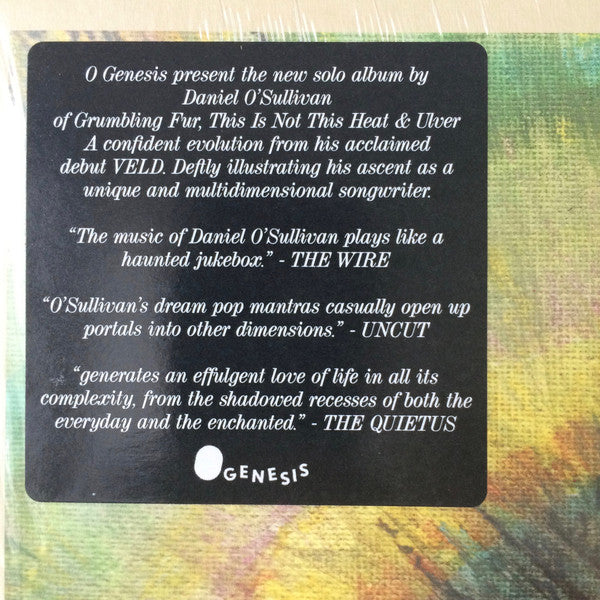 O Genesis present the new solo album by
Daniel O'Sullivan
of Grumbling Fur, This Is Not This Heat & Ulver
A confident evolution from his acclaimed
debut VELD. Deftly illustrating his ascent as a
unique and multidimensional songwriter.
“The music of Daniel O'Sullivan plays like a
haunted jukebox.” - THE WIRE
“O'Sullivan's dream pop mantras casually open up
portals into other dimensions.” - UNCUT
“generates an effulgent love of life in all its
complexity, from the shadowed recesses of both the
everyday and the enchanted.” - THE QUIETUS
O GENESIS